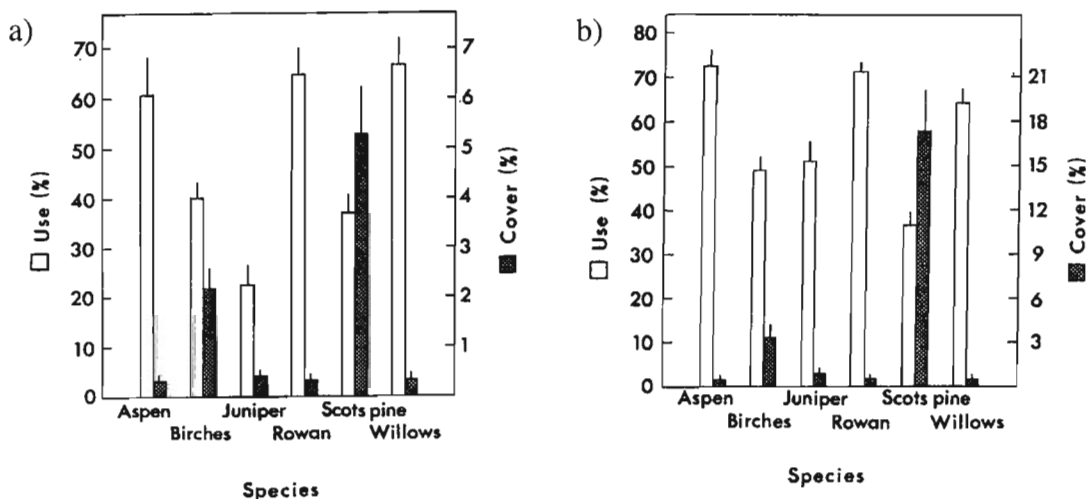 a)
70
60
50
40
30
20
10
0
Use (%)
7
6
5
4
3
2
1
Cover (%)
Aspen
Birches
Juniper
Rowan
Scots pine
Willows
Species
b)
80
70
60
50
40
30
20
10
0
Use (%)
21
18
15
12
9
6
3
Cover (%)
Aspen
Birches
Juniper
Rowan
Scots pine
Willows
Species